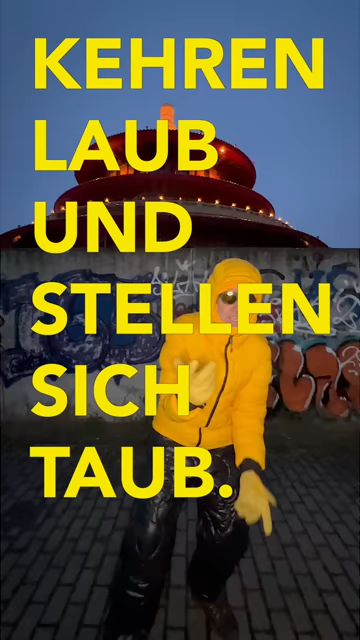 KEHREN
LAUB
UND
STELLEN
SICH
TAUB.